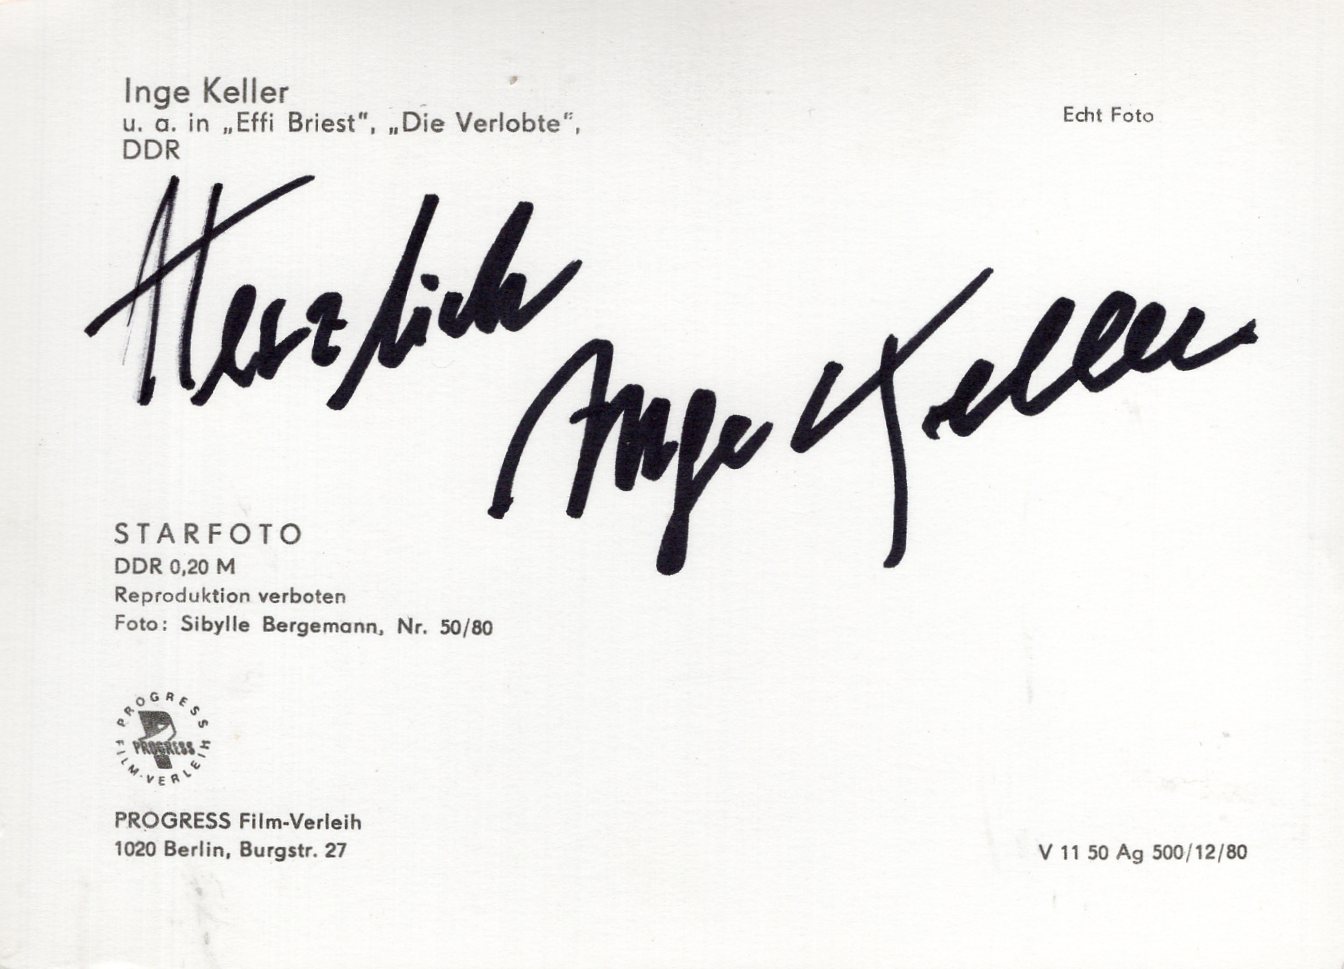 Inge Keller
u. a. in „Effi Briest", „Die Verlobte",
DDR
Echt Foto
Herzlich
Inge Keller
STARFOTO
DDR 0,20 M
Reproduktion verboten
Foto: Sibylle Bergemann, Nr. 50/80
PROGRESS
PROGRESS
FILM-VERLEIH
PROGRESS Film-Verleih
1020 Berlin, Burgstr. 27
V 11 50 Ag 500/12/80